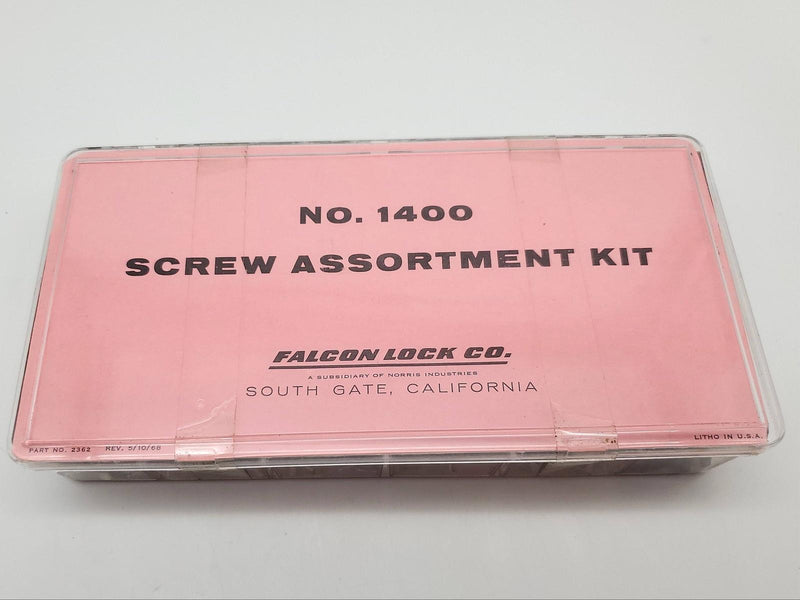 NO. 1400
SCREW ASSORTMENT KIT
FALCON LOCK CO.
A SUBSIDIARY OF NORRIS INDUSTRIES
SOUTH GATE, CALIFORNIA
PART NO. 2362 REV. 5/10/68 LITHO IN U.S.A.